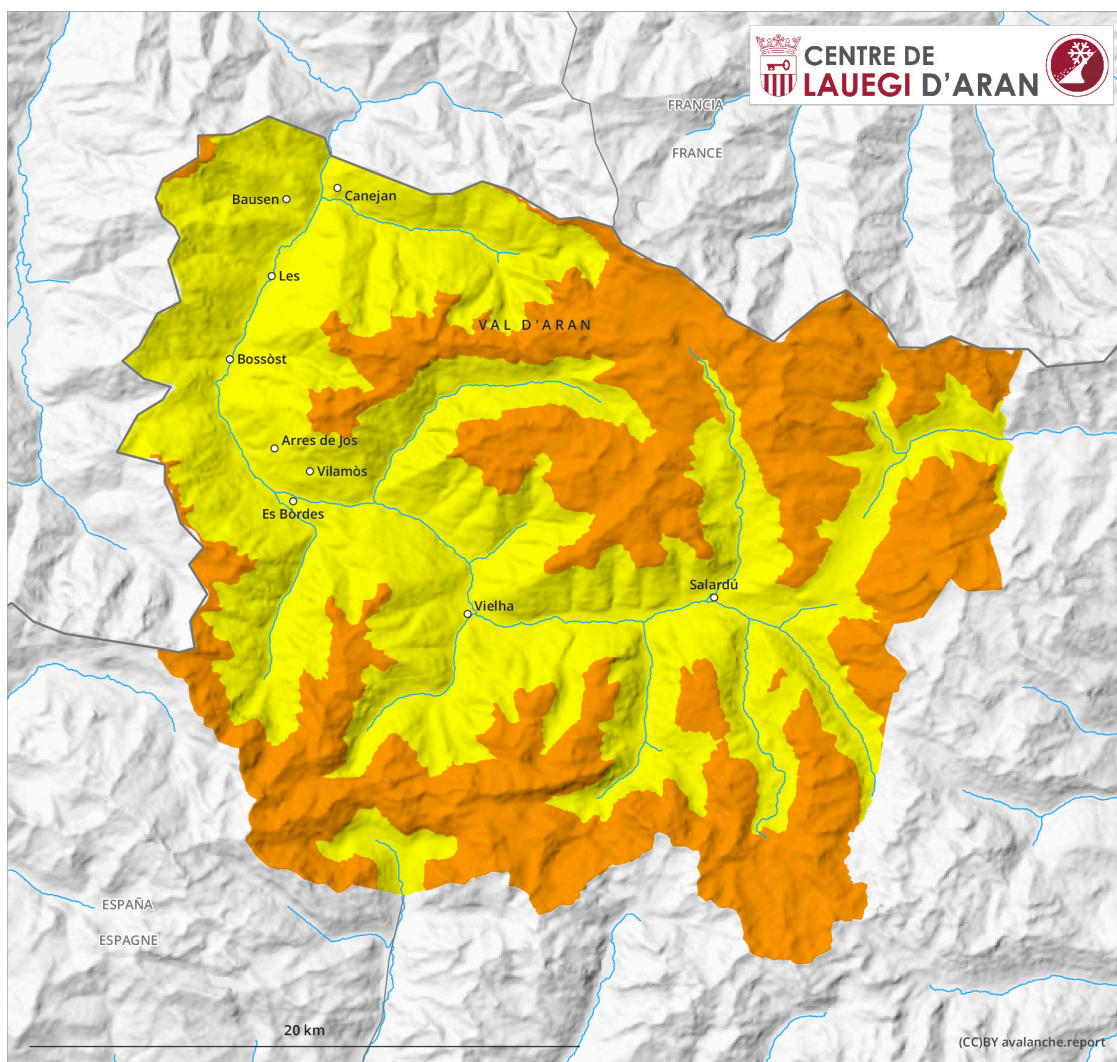 CENTRE DE
LAUEGI D'ARAN
FRANCIA
FRANCE
Bausen
Canejan
Les
VAL D'ARAN
Bossòst
Arres de Jos
Vilamòs
Es Bòrdes
Salardú
Vielha
ESPAÑA
ESPAGNE
20 km
(CC)BY avalanche.report